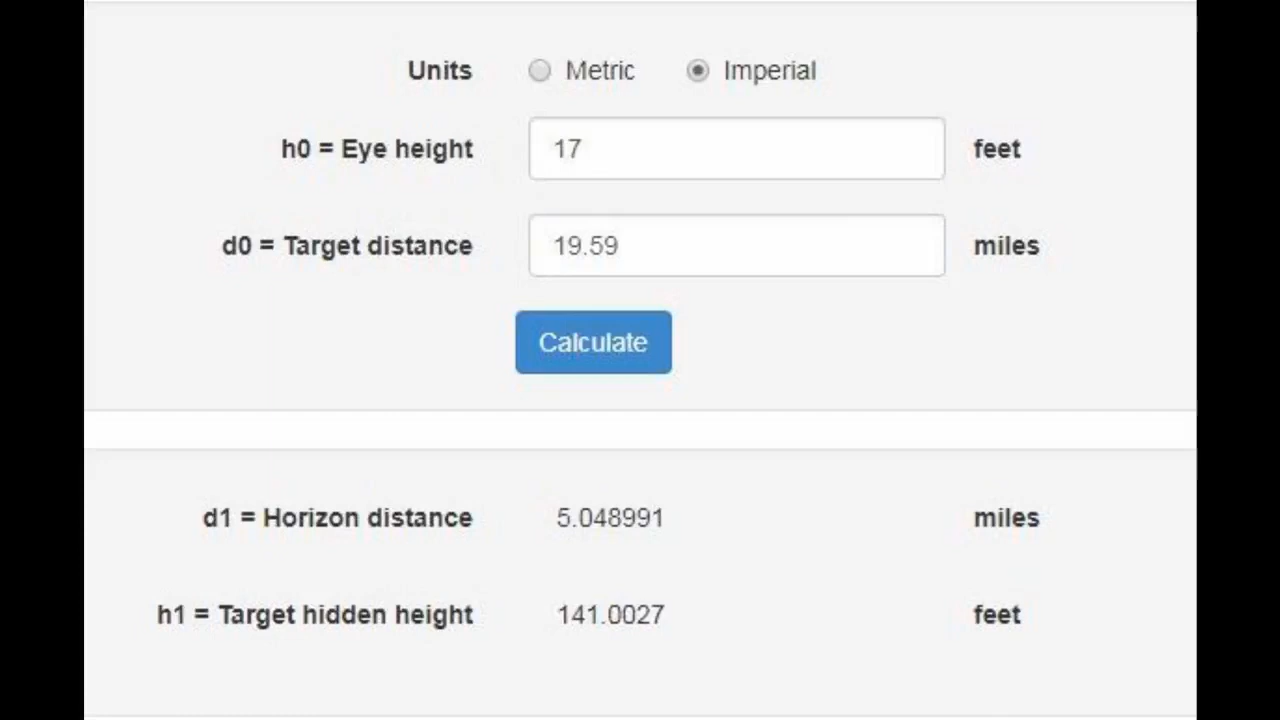 Units Metric Imperial
h0 = Eye height 17 feet
d0 = Target distance 19.59 miles
Calculate
d1 = Horizon distance 5.048991 miles
h1 = Target hidden height 141.0027 feet